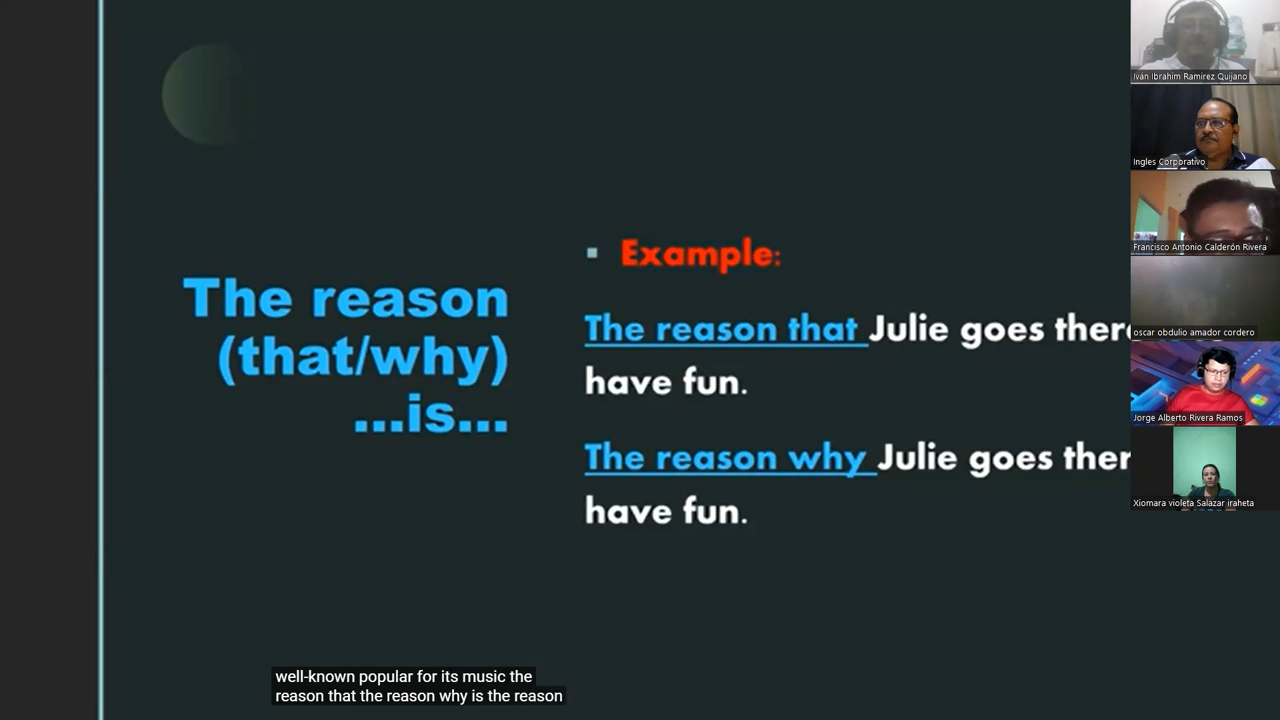 The reason
(that/why)
...is...
▪ Example:
The reason that Julie goes there
have fun.
The reason why Julie goes ther
have fun.
well-known popular for its music the
reason that the reason why is the reason
Iván Ibrahim Ramirez Quijano
Ingles Corporativo
Francisco Antonio Calderón Rivera
oscar obdulio amador cordero
Jorge Alberto Rivera Ramos
Xiomara violeta Salazar iraheta